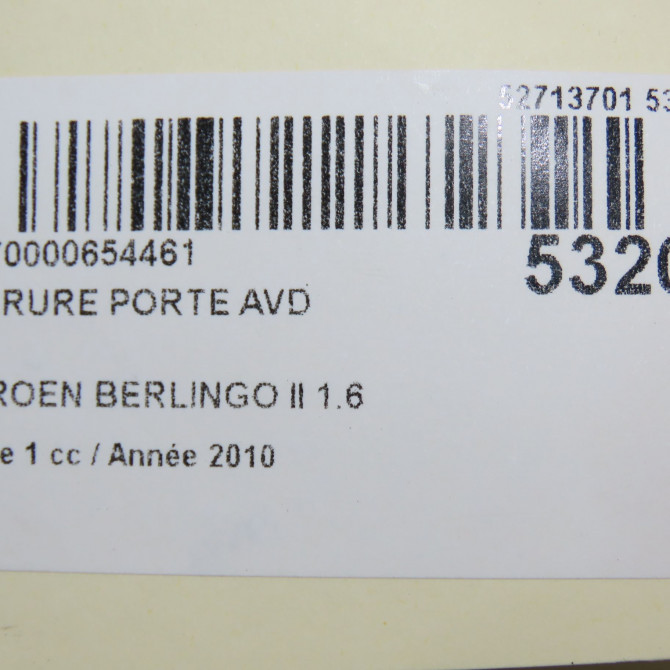 52713701 53
70000654461
5320
RURE PORTE AVD
ROEN BERLINGO II 1.6
e 1 cc / Année 2010